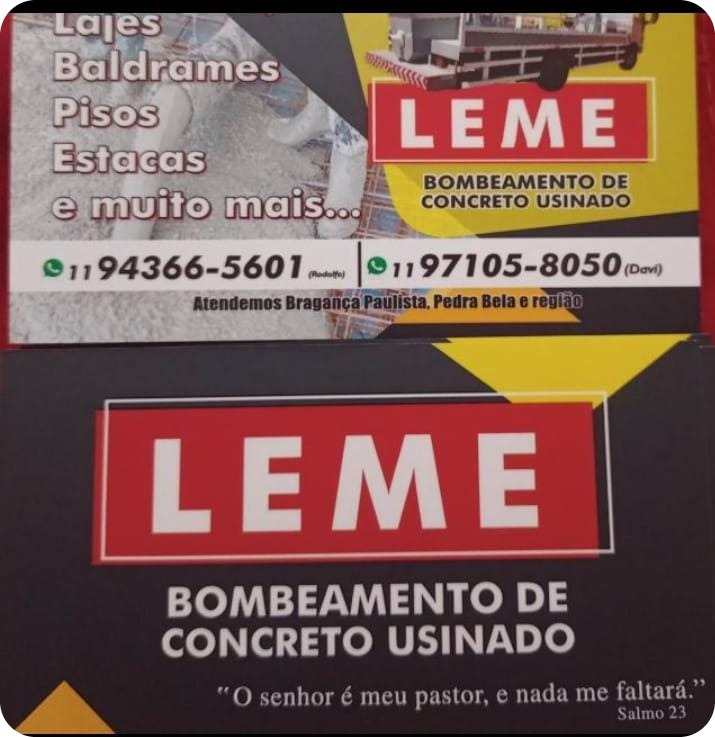 Lajes
Baldrames
Pisos
Estacas
e muito mais...
LEME
BOMBEAMENTO DE
CONCRETO USINADO
11 94366-5601 (Rodolfo)
11 97105-8050 (Davi)
Atendemos Bragança Paulista, Pedra Bela e região
LEME
BOMBEAMENTO DE
CONCRETO USINADO
"O senhor é meu pastor, e nada me faltará."
Salmo 23